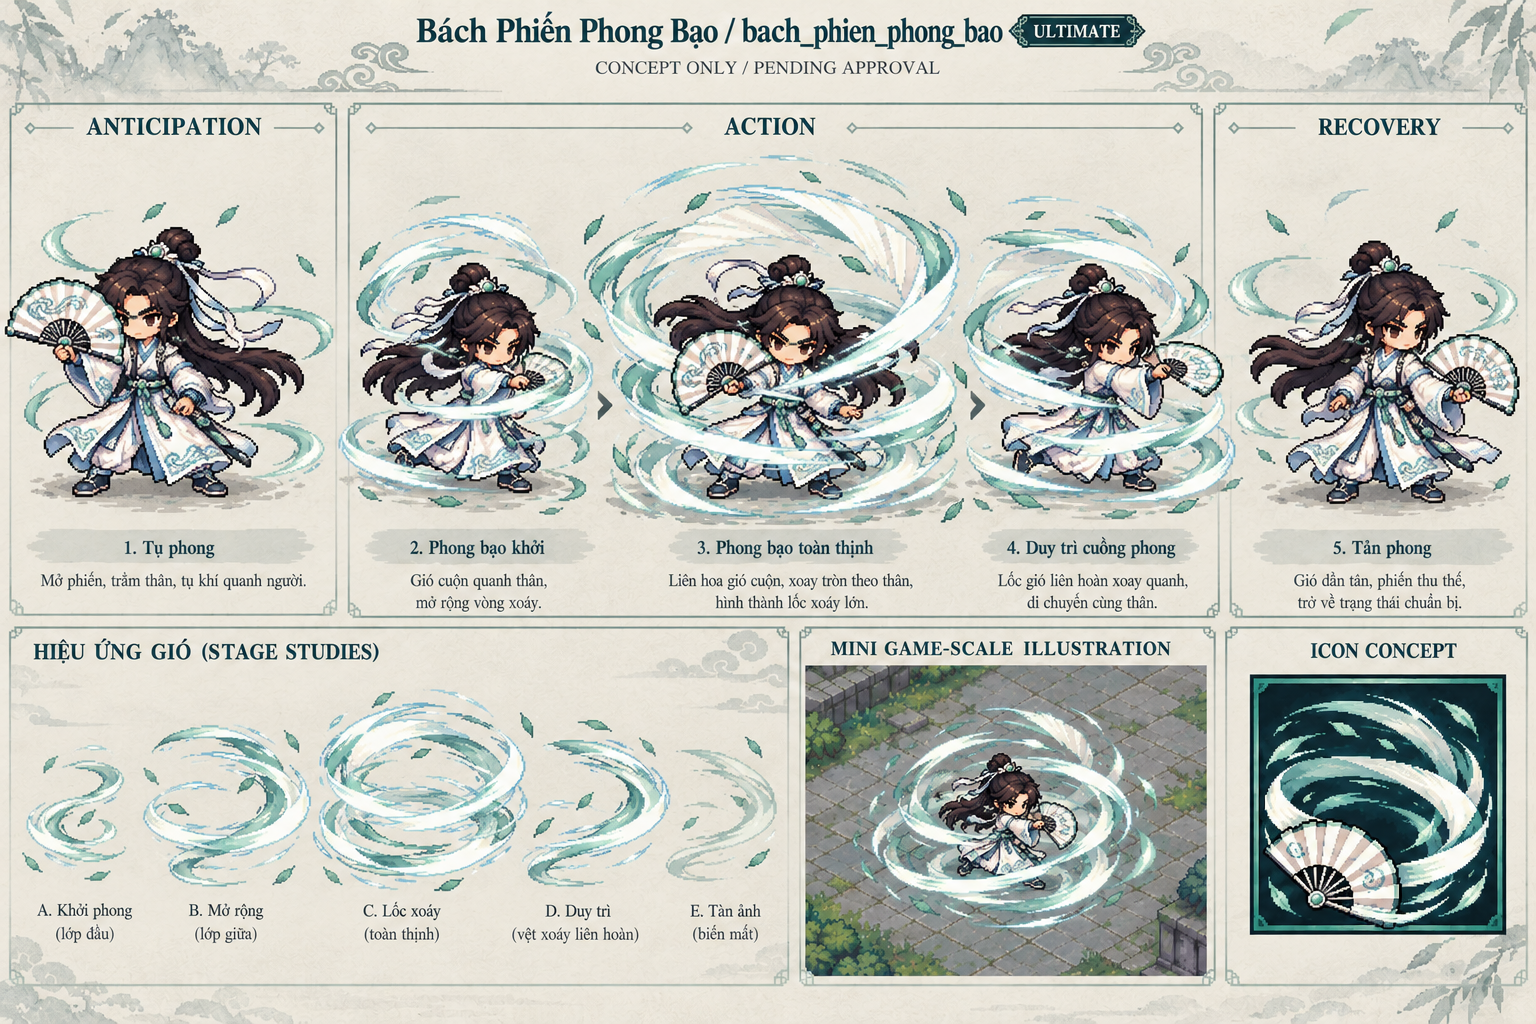 Bách Phiến Phong Bạo / bach_phien_phong_bao
ULTIMATE
CONCEPT ONLY / PENDING APPROVAL
ANTICIPATION
1. Tụ phong
Mở phiến, trầm thân, tụ khí quanh người.
ACTION
2. Phong bạo khởi
Gió cuộn quanh thân,
mở rộng vòng xoáy.
3. Phong bạo toàn thịnh
Liên hoa gió cuộn, xoay tròn theo thân,
hình thành lốc xoáy lớn.
4. Duy trì cuồng phong
Lốc gió liên hoàn xoay quanh,
di chuyển cùng thân.
RECOVERY
5. Tản phong
Gió dần tân, phiến thu thế,
trở về trạng thái chuẩn bị.
HIỆU ỨNG GIÓ (STAGE STUDIES)
A. Khởi phong
(lớp đầu)
B. Mở rộng
(lớp giữa)
C. Lốc xoáy
(toàn thịnh)
D. Duy trì
(vệt xoáy liên hoàn)
E. Tàn ảnh
(biến mất)
MINI GAME-SCALE ILLUSTRATION
ICON CONCEPT